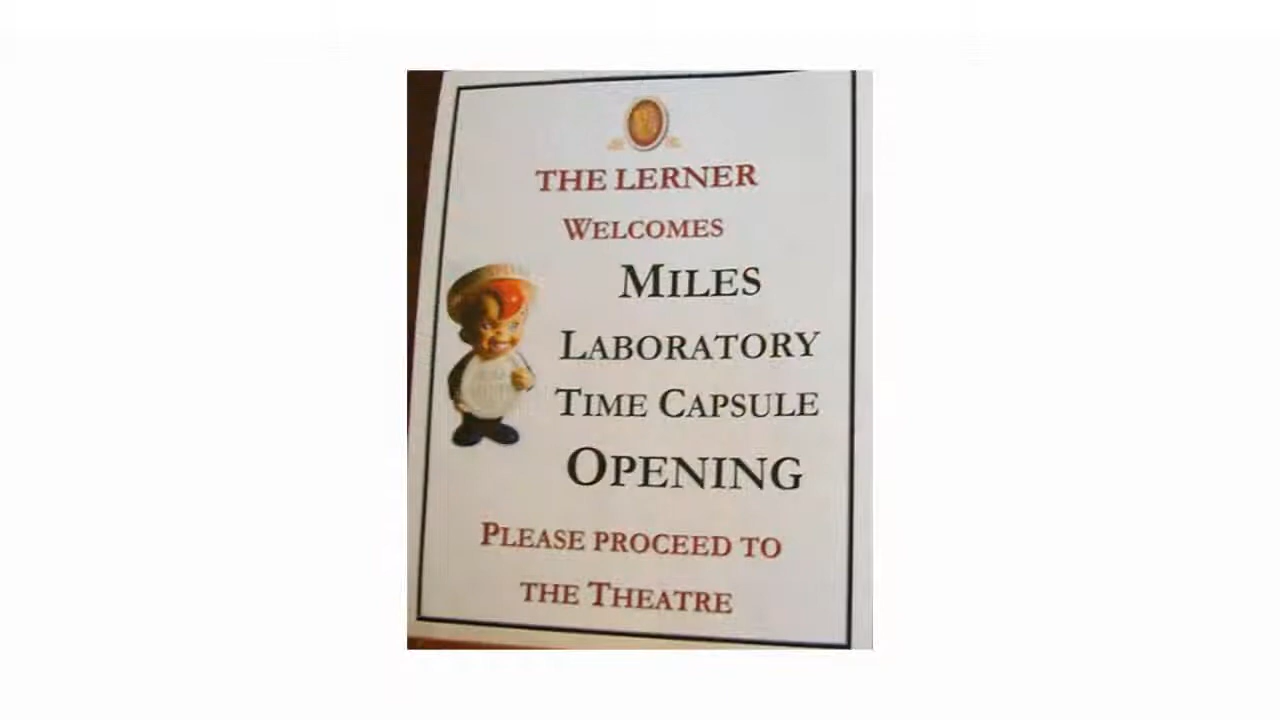 THE LERNER
WELCOMES
MILES
LABORATORY
TIME CAPSULE
OPENING
PLEASE PROCEED TO
THE THEATRE